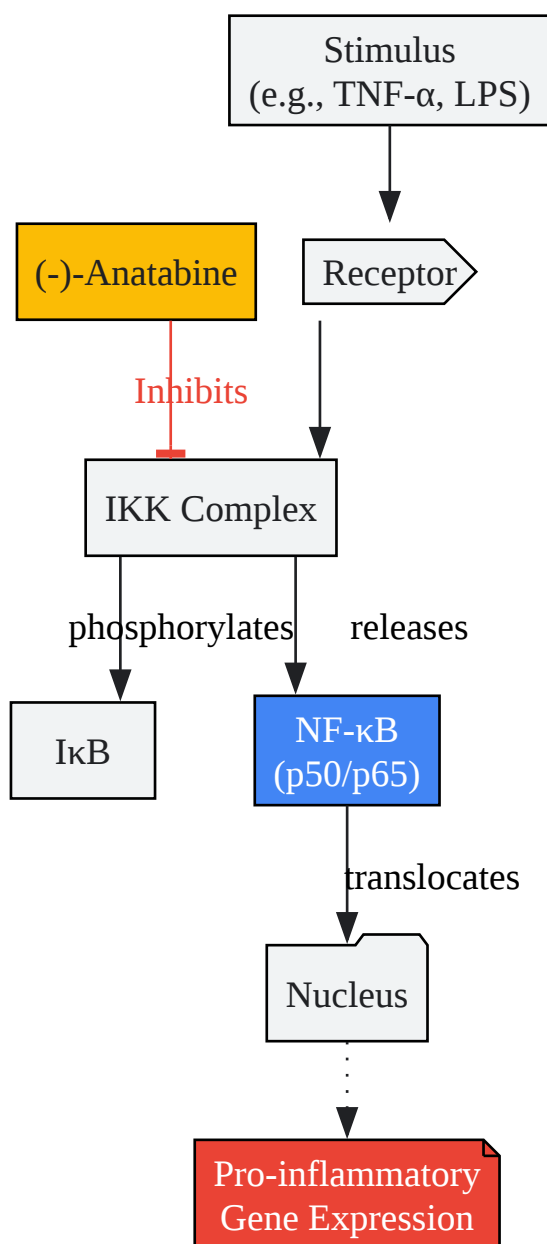 Stimulus
(e.g., TNF-α, LPS)
(-)-Anatabine
Receptor
Inhibits
IKK Complex
phosphorylates
releases
IκB
NF-κB
(p50/p65)
translocates
Nucleus
Pro-inflammatory
Gene Expression